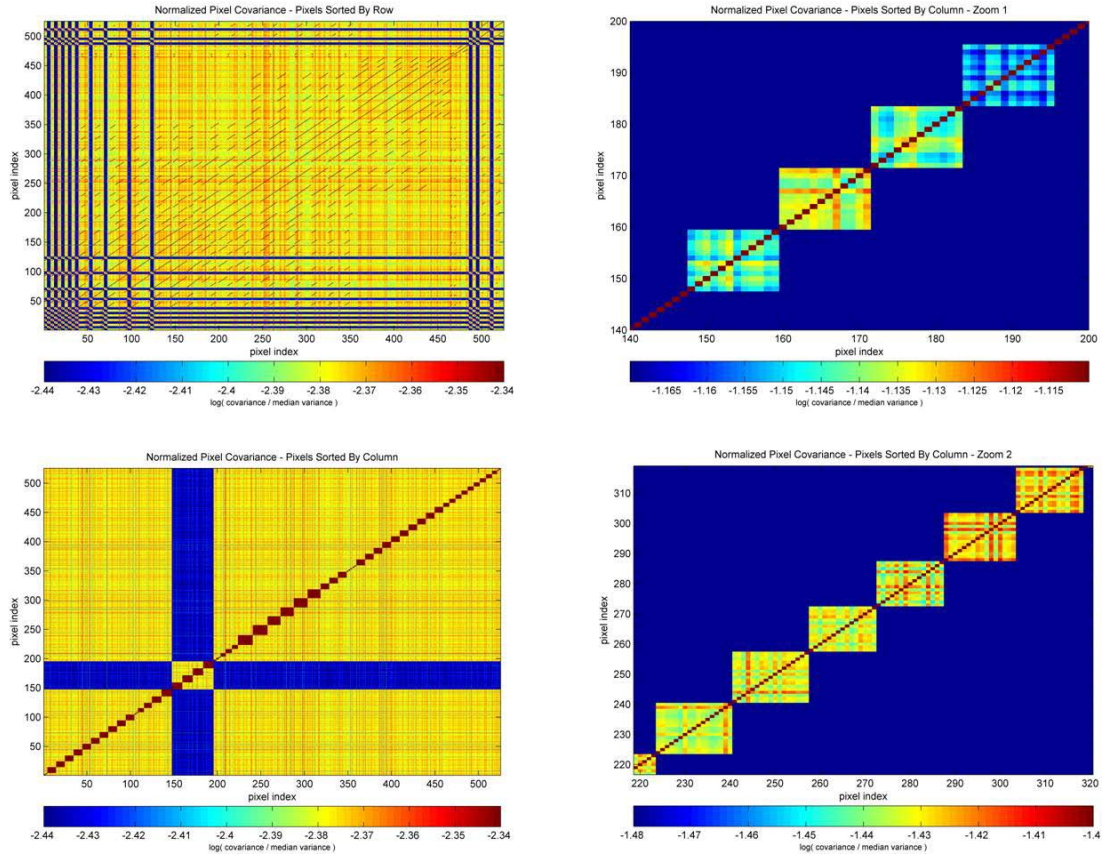 Normalized Pixel Covariance - Pixels Sorted By Row
500
450
400
350
300
250
200
150
100
50
pixel index
50 100 150 200 250 300 350 400 450 500
pixel index
-2.44 -2.43 -2.41 -2.4 -2.39 -2.38 -2.37 -2.36 -2.35 -2.34
log( covariance / median variance )
Normalized Pixel Covariance - Pixels Sorted By Column - Zoom 1
200
190
180
170
160
150
140
pixel index
150 160 170 180 190 200
pixel index
-1.165 -1.16 -1.155 -1.15 -1.145 -1.14 -1.135 -1.13 -1.125 -1.12 -1.115
log( covariance / median variance )
Normalized Pixel Covariance - Pixels Sorted By Column
500
450
400
350
300
250
200
150
100
50
pixel index
50 100 150 200 250 300 350 400 450 500
pixel index
-2.44 -2.43 -2.41 -2.4 -2.39 -2.38 -2.37 -2.36 -2.35 -2.34
log( covariance / median variance )
Normalized Pixel Covariance - Pixels Sorted By Column - Zoom 2
310
300
290
280
270
260
250
240
230
220
pixel index
220 230 240 250 260 270 280 290 300 310 320
pixel index
-1.48 -1.47 -1.46 -1.45 -1.44 -1.43 -1.42 -1.41 -1.4
log( covariance / median variance )